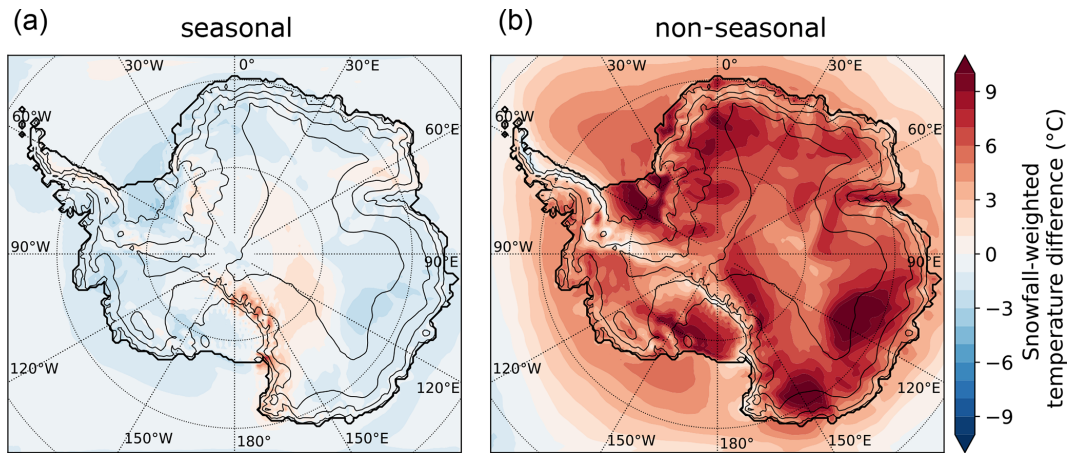 (a)
seasonal
(b)
non-seasonal
30°W
0°
30°E
60°W
60°E
90°W
90°E
120°W
120°E
150°W
180°
150°E
30°W
0°
30°E
60°W
60°E
90°W
90°E
120°W
120°E
150°W
180°
150°E
9
6
3
0
−3
−6
−9
Snowfall-weighted
temperature difference (°C)